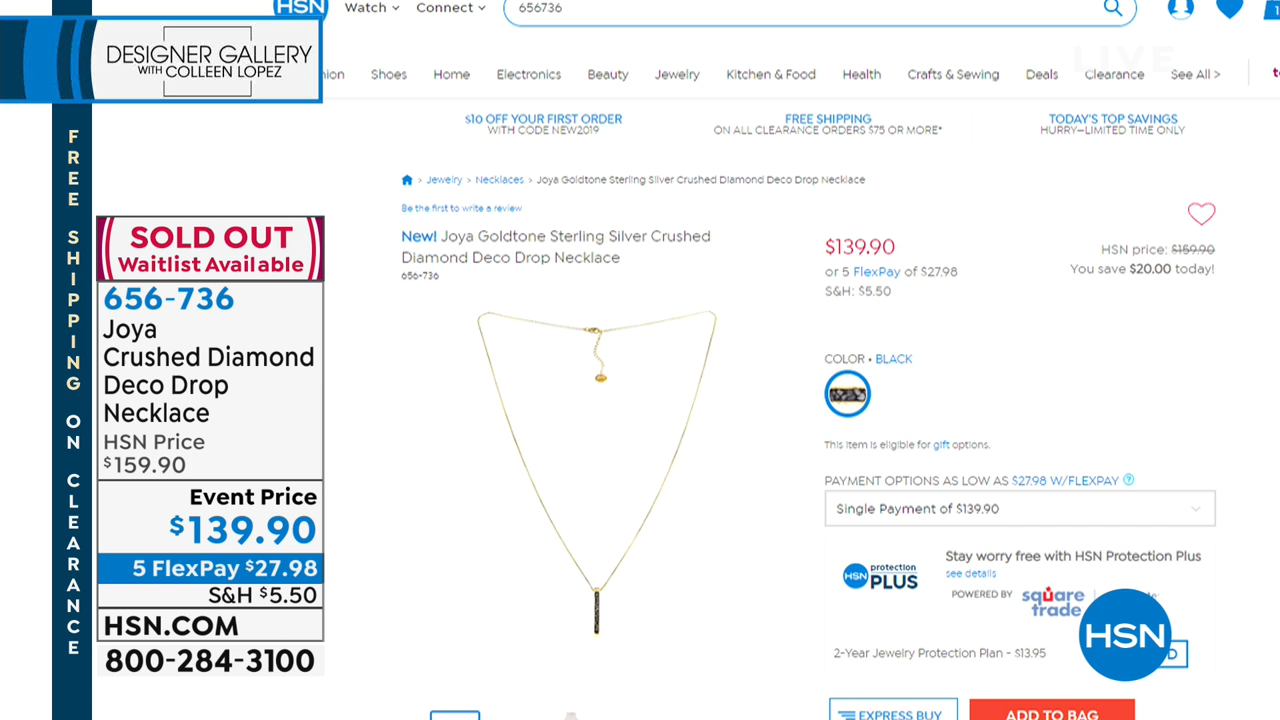 HSN
Watch
Connect
656736
1
DESIGNER GALLERY
WITH COLLEEN LOPEZ
Shoes
Home
Electronics
Beauty
Jewelry
Kitchen & Food
Health
Crafts & Sewing
Deals
Clearance
See All >
LIVE
$10 OFF YOUR FIRST ORDER
WITH CODE NEW2019
FREE SHIPPING
ON ALL CLEARANCE ORDERS $75 OR MORE*
TODAY'S TOP SAVINGS
HURRY—LIMITED TIME ONLY
FREE SHIPPING ON CLEARANCE
> Jewelry > Necklaces > Joya Goldtone Sterling Silver Crushed Diamond Deco Drop Necklace
Be the first to write a review
New! Joya Goldtone Sterling Silver Crushed
Diamond Deco Drop Necklace
656-736
$139.90
or 5 FlexPay of $27.98
S&H: $5.50
HSN price: $159.90
You save $20.00 today!
COLOR • BLACK
This item is eligible for gift options.
PAYMENT OPTIONS AS LOW AS $27.98 W/FLEXPAY ?
Single Payment of $139.90
HSN protection
PLUS
Stay worry free with HSN Protection Plus
see details
POWERED BY
square
trade
2-Year Jewelry Protection Plan - $13.95
HSN
D
EXPRESS BUY
ADD TO BAG
SOLD OUT
Waitlist Available
656-736
Joya
Crushed Diamond
Deco Drop
Necklace
HSN Price
$159.90
Event Price
$139.90
5 FlexPay $27.98
S&H $5.50
HSN.COM
800-284-3100